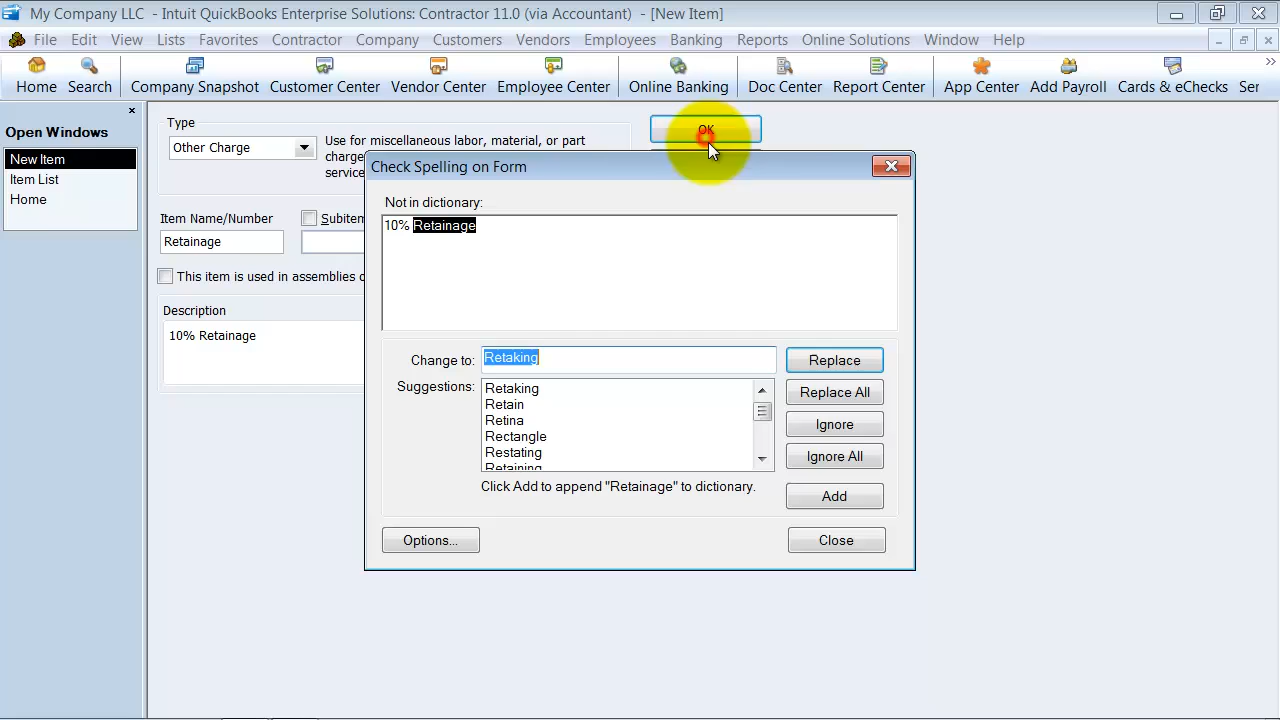 My Company LLC - Intuit QuickBooks Enterprise Solutions: Contractor 11.0 (via Accountant) - [New Item]
File Edit View Lists Favorites Contractor Company Customers Vendors Employees Banking Reports Online Solutions Window Help
Home Search Company Snapshot Customer Center Vendor Center Employee Center Online Banking Doc Center Report Center App Center Add Payroll Cards & eChecks Ser
Open Windows
New Item
Item List
Home
Type
Other Charge
Use for miscellaneous labor, material, or part
charge
service
OK
Item Name/Number
Subitem
Retainage
This item is used in assemblies o
Description
10% Retainage
Check Spelling on Form
Not in dictionary:
10% Retainage
Change to:
Retaking
Replace
Suggestions:
Retaking
Retain
Retina
Rectangle
Restating
Retaining
Replace All
Ignore
Ignore All
Click Add to append "Retainage" to dictionary.
Add
Options...
Close